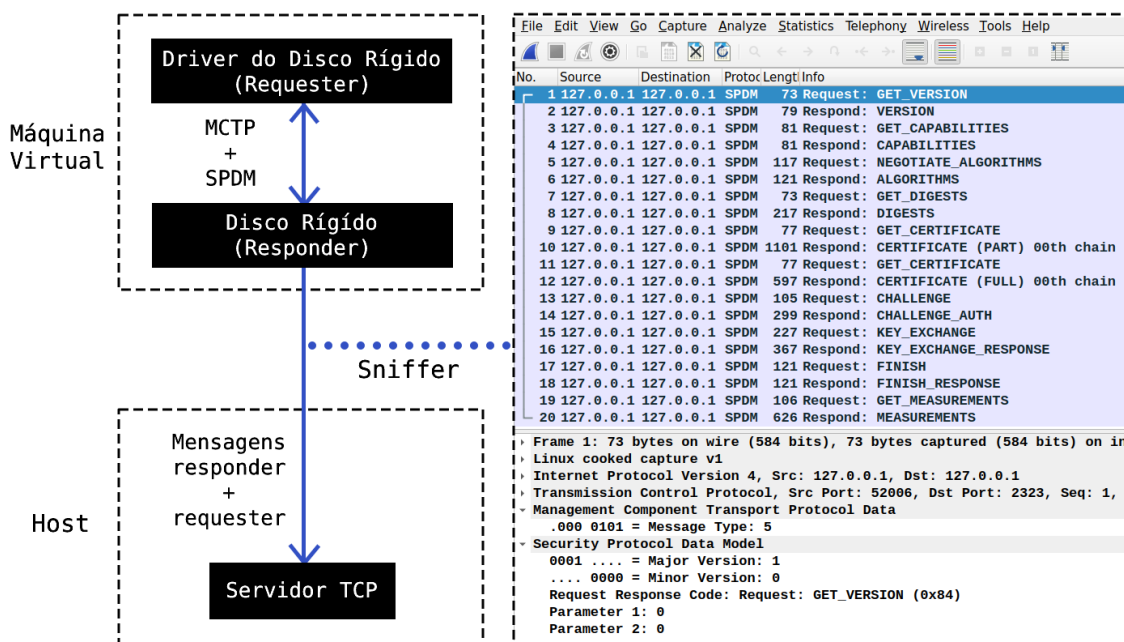 Driver do Disco Rígido
(Requester)
Máquina
Virtual
MCTP
+
SPDM
Disco Rígído
(Responder)
Sniffer
Host
Mensagens
responder
+
requester
Servidor TCP
File Edit View Go Capture Analyze Statistics Telephony Wireless Tools Help
No. Source Destination Protoc Lengtl Info
1 127.0.0.1 127.0.0.1 SPDM 73 Request: GET_VERSION
2 127.0.0.1 127.0.0.1 SPDM 79 Respond: VERSION
3 127.0.0.1 127.0.0.1 SPDM 81 Request: GET_CAPABILITIES
4 127.0.0.1 127.0.0.1 SPDM 81 Respond: CAPABILITIES
5 127.0.0.1 127.0.0.1 SPDM 117 Request: NEGOTIATE_ALGORITHMS
6 127.0.0.1 127.0.0.1 SPDM 121 Respond: ALGORITHMS
7 127.0.0.1 127.0.0.1 SPDM 73 Request: GET_DIGESTS
8 127.0.0.1 127.0.0.1 SPDM 217 Respond: DIGESTS
9 127.0.0.1 127.0.0.1 SPDM 77 Request: GET_CERTIFICATE
10 127.0.0.1 127.0.0.1 SPDM 1101 Respond: CERTIFICATE (PART) 00th chain
11 127.0.0.1 127.0.0.1 SPDM 77 Request: GET_CERTIFICATE
12 127.0.0.1 127.0.0.1 SPDM 597 Respond: CERTIFICATE (FULL) 00th chain
13 127.0.0.1 127.0.0.1 SPDM 105 Request: CHALLENGE
14 127.0.0.1 127.0.0.1 SPDM 299 Respond: CHALLENGE_AUTH
15 127.0.0.1 127.0.0.1 SPDM 227 Request: KEY_EXCHANGE
16 127.0.0.1 127.0.0.1 SPDM 367 Respond: KEY_EXCHANGE_RESPONSE
17 127.0.0.1 127.0.0.1 SPDM 121 Request: FINISH
18 127.0.0.1 127.0.0.1 SPDM 121 Respond: FINISH_RESPONSE
19 127.0.0.1 127.0.0.1 SPDM 106 Request: GET_MEASUREMENTS
20 127.0.0.1 127.0.0.1 SPDM 626 Respond: MEASUREMENTS
Frame 1: 73 bytes on wire (584 bits), 73 bytes captured (584 bits) on in
Linux cooked capture v1
Internet Protocol Version 4, Src: 127.0.0.1, Dst: 127.0.0.1
Transmission Control Protocol, Src Port: 52006, Dst Port: 2323, Seq: 1,
Management Component Transport Protocol Data
.000 0101 = Message Type: 5
Security Protocol Data Model
0001 .... = Major Version: 1
.... 0000 = Minor Version: 0
Request Response Code: Request: GET_VERSION (0x84)
Parameter 1: 0
Parameter 2: 0